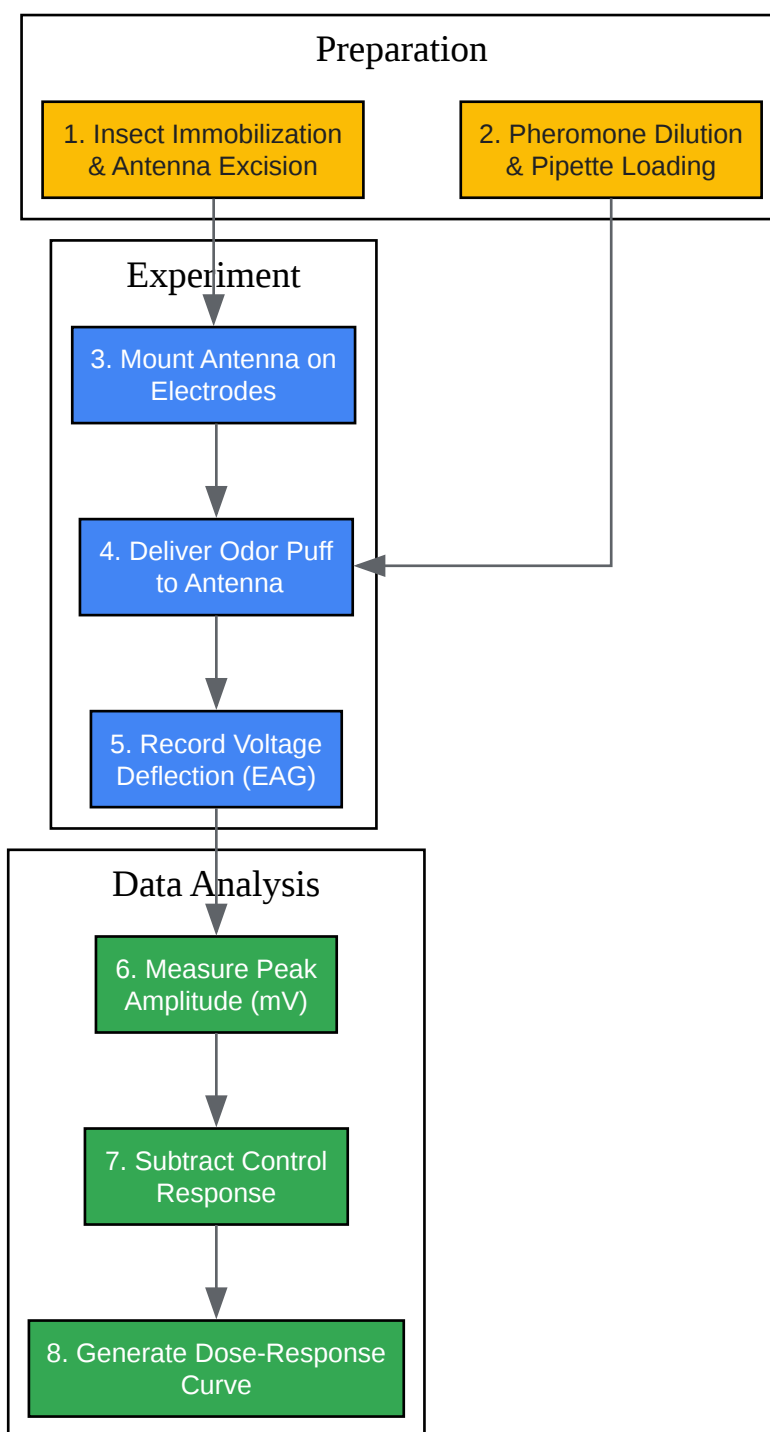 Preparation
1. Insect Immobilization
& Antenna Excision
2. Pheromone Dilution
& Pipette Loading
Experiment
3. Mount Antenna on
Electrodes
4. Deliver Odor Puff
to Antenna
5. Record Voltage
Deflection (EAG)
Data Analysis
6. Measure Peak
Amplitude (mV)
7. Subtract Control
Response
8. Generate Dose-Response
Curve